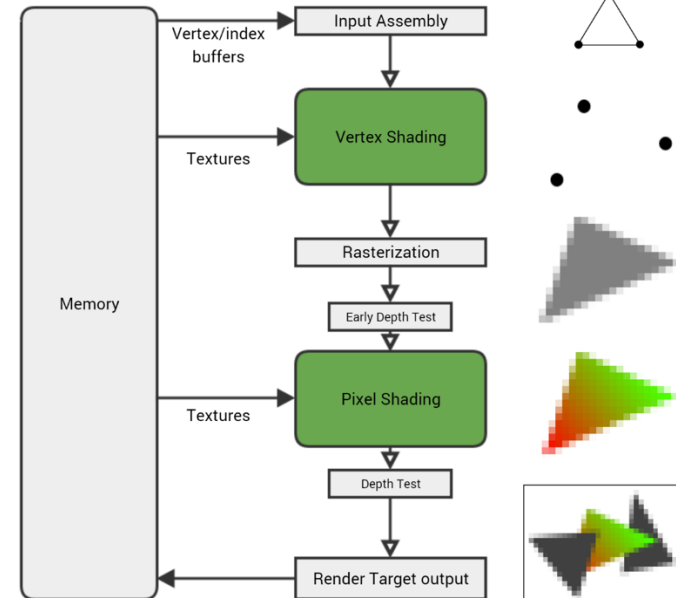 Input Assembly
Vertex/index
buffers
Vertex Shading
Textures
Rasterization
Memory
Early Depth Test
Pixel Shading
Textures
Depth Test
Render Target output